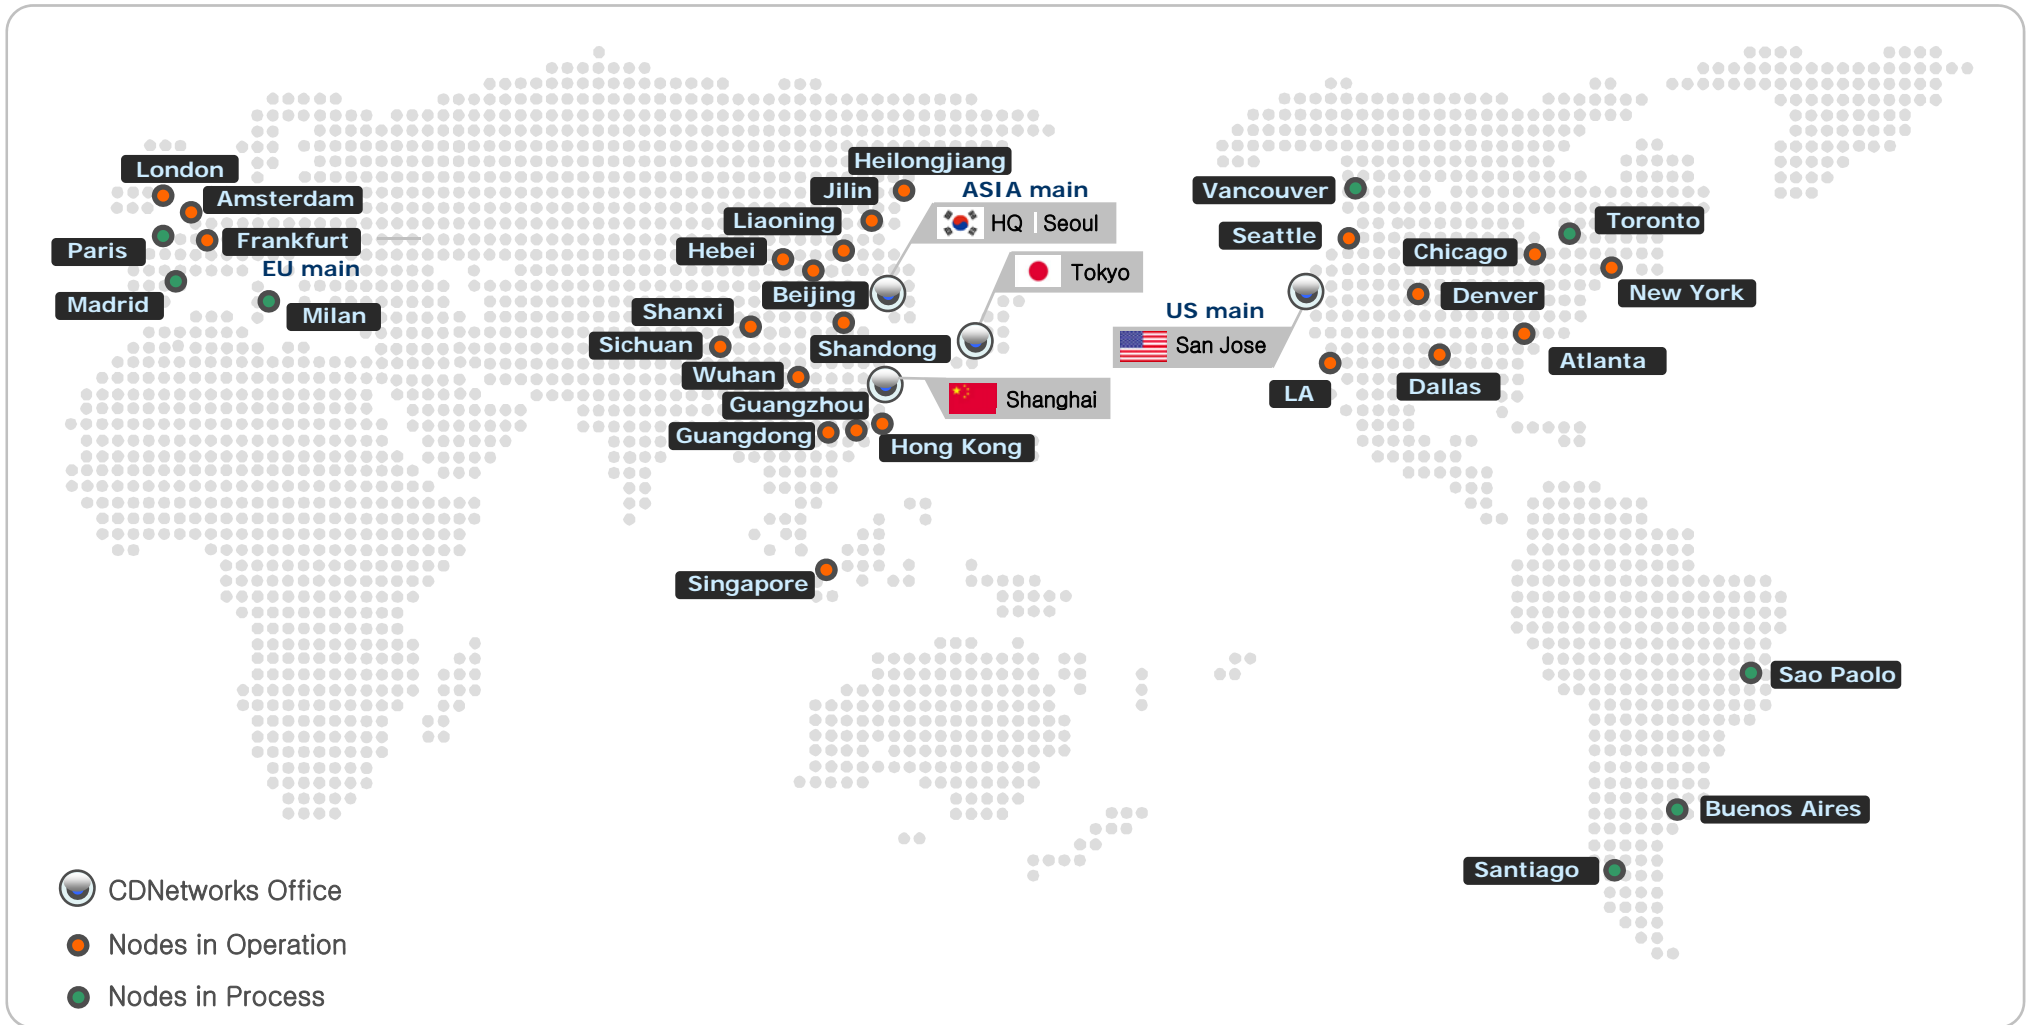 London
Amsterdam
Paris
Frankfurt
EU main
Madrid
Milan
Heilongjiang
Jilin
ASIA main
Liaoning
HQ | Seoul
Hebei
Tokyo
Beijing
Shanxi
Sichuan
Shandong
Wuhan
Shanghai
Guangzhou
Guangdong
Hong Kong
Singapore
Vancouver
Toronto
Seattle
Chicago
Denver
New York
US main
San Jose
Atlanta
LA
Dallas
Sao Paolo
Buenos Aires
Santiago
CDNetworks Office
Nodes in Operation
Nodes in Process